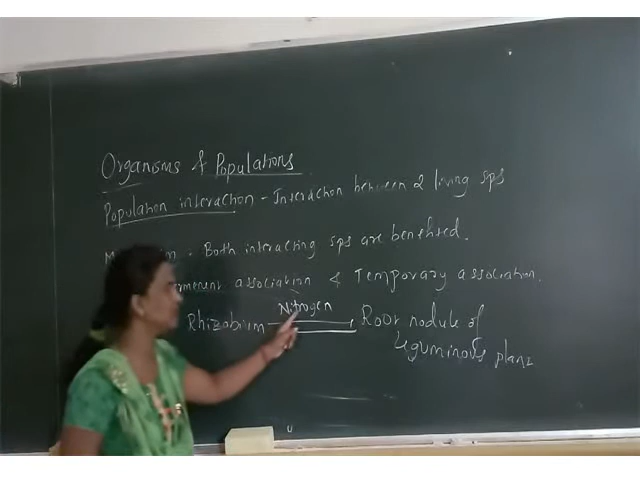 Organisms & Populations
Population interaction - Interaction between 2 living sps
- Both interacting sps are benefited.
association & Temporary association.
Nitrogen
Rhizobium Root nodule of
leguminous plant